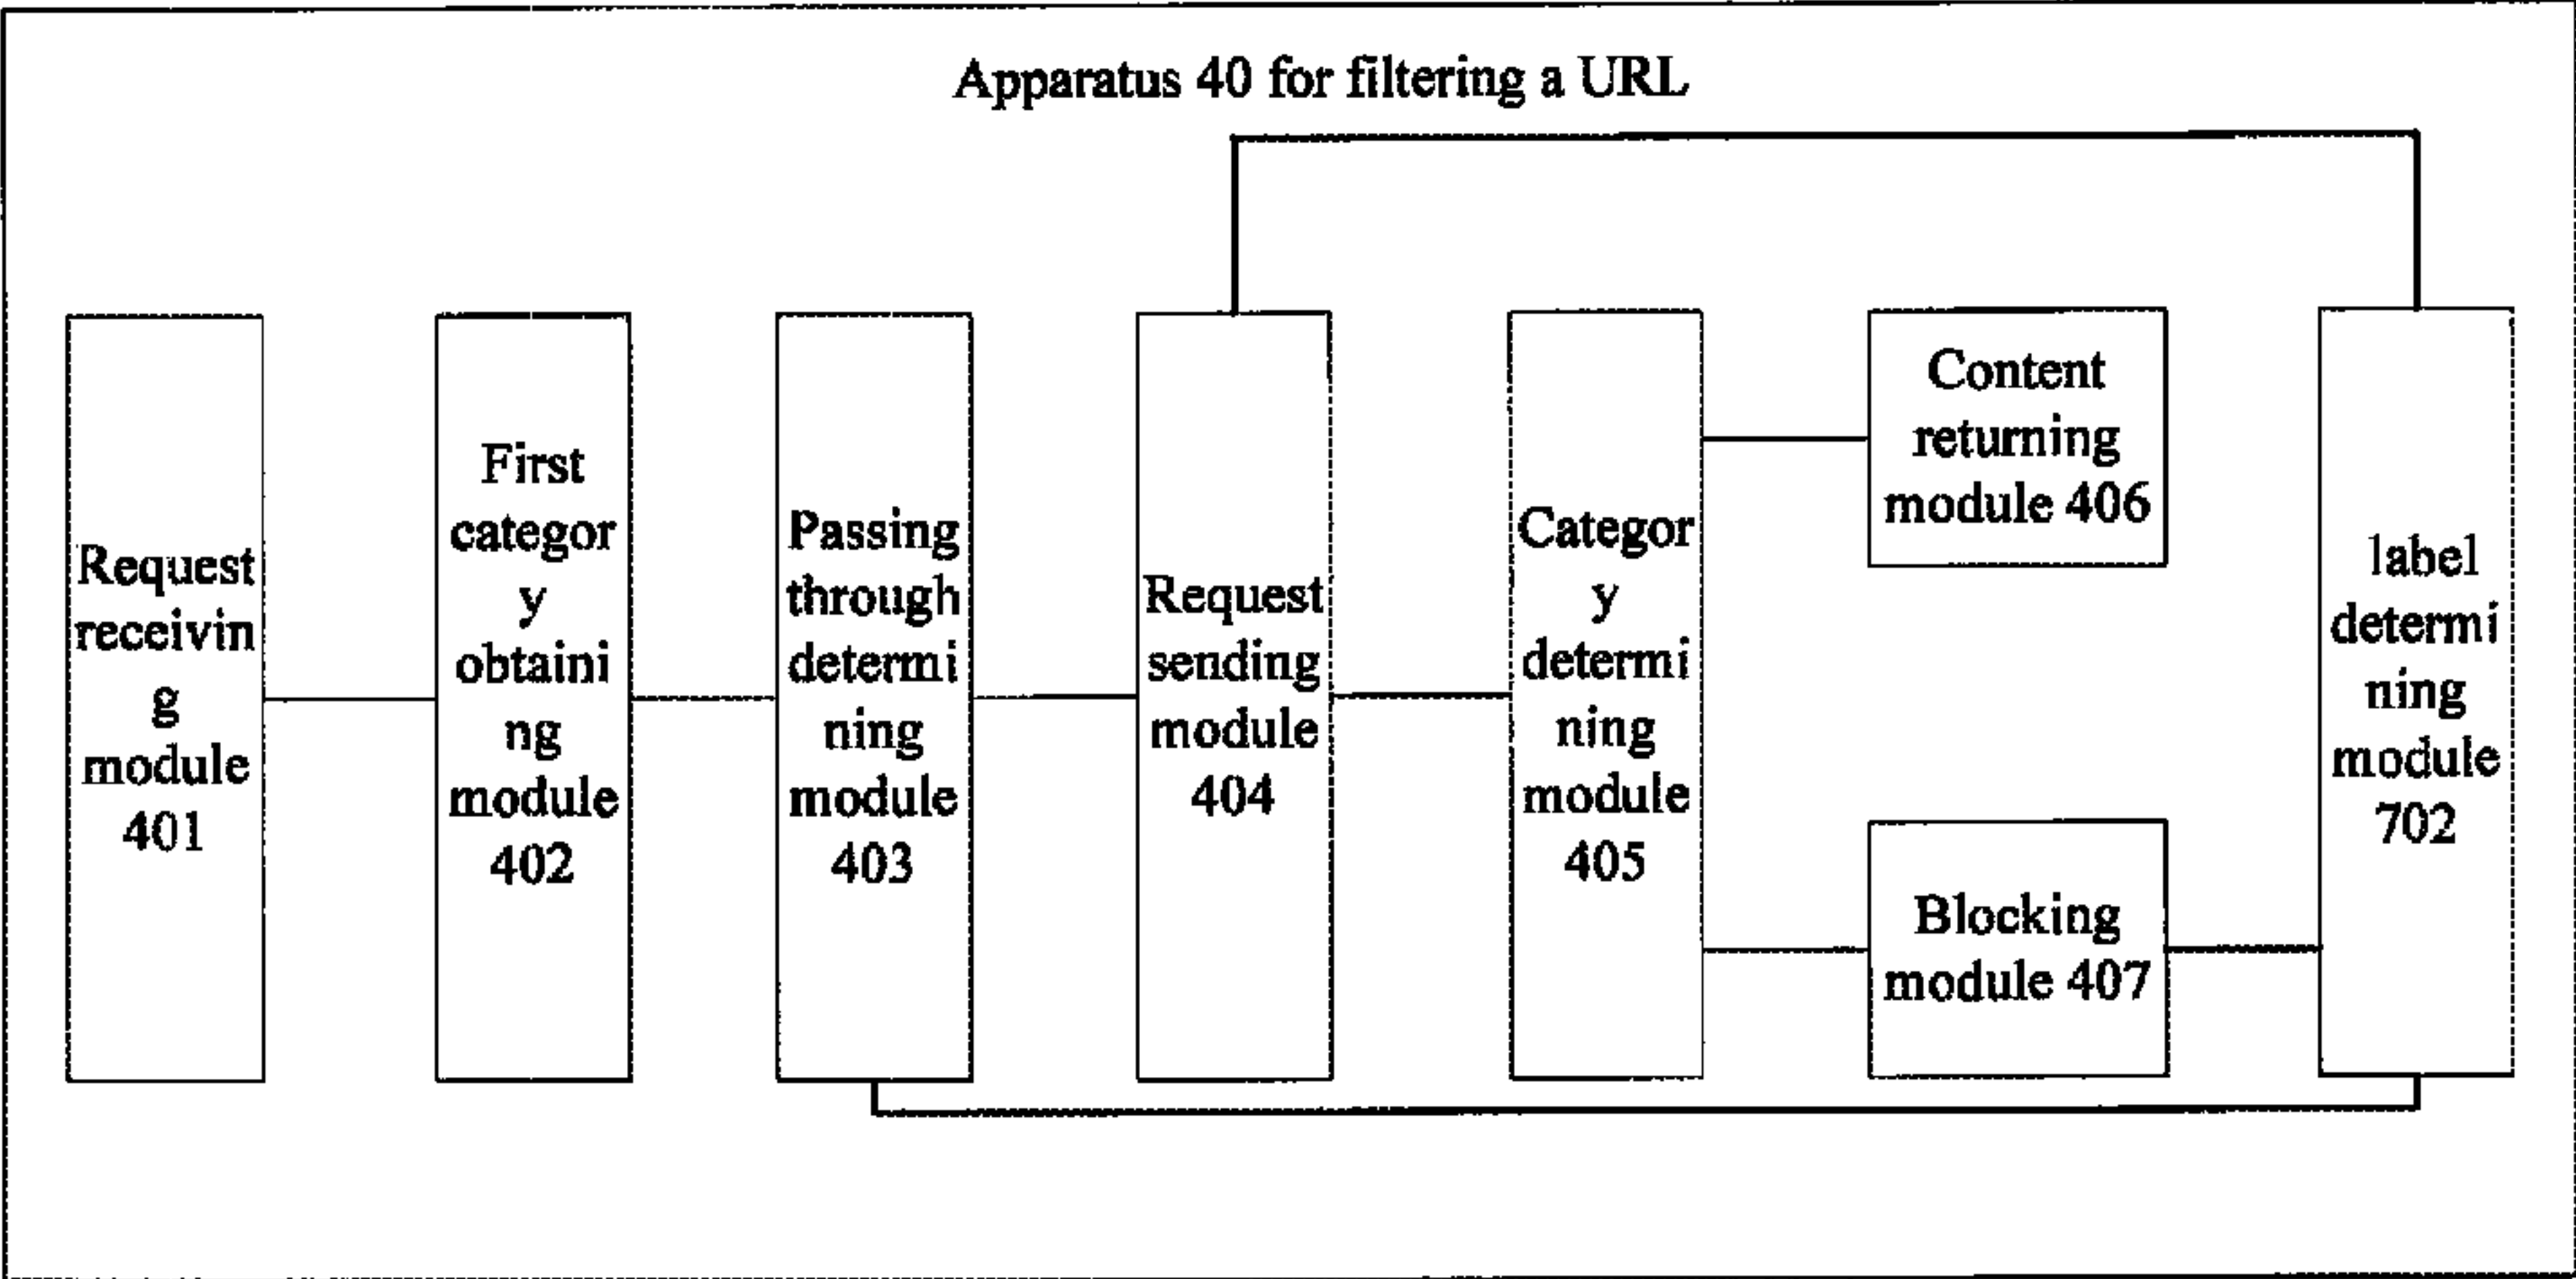 Apparatus 40 for filtering a URL
Request
receivin
g
module
401
First
categor
y
obtaini
ng
module
402
Passing
through
determi
ning
module
403
Request
sending
module
404
Categor
y
determi
ning
module
405
Content
returning
module 406
Blocking
module 407
label
determi
ning
module
702